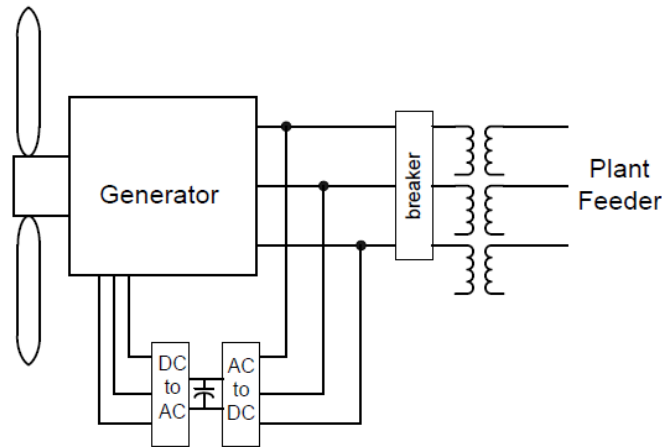 Generator
breaker
Plant
Feeder
DC
to
AC
AC
to
DC